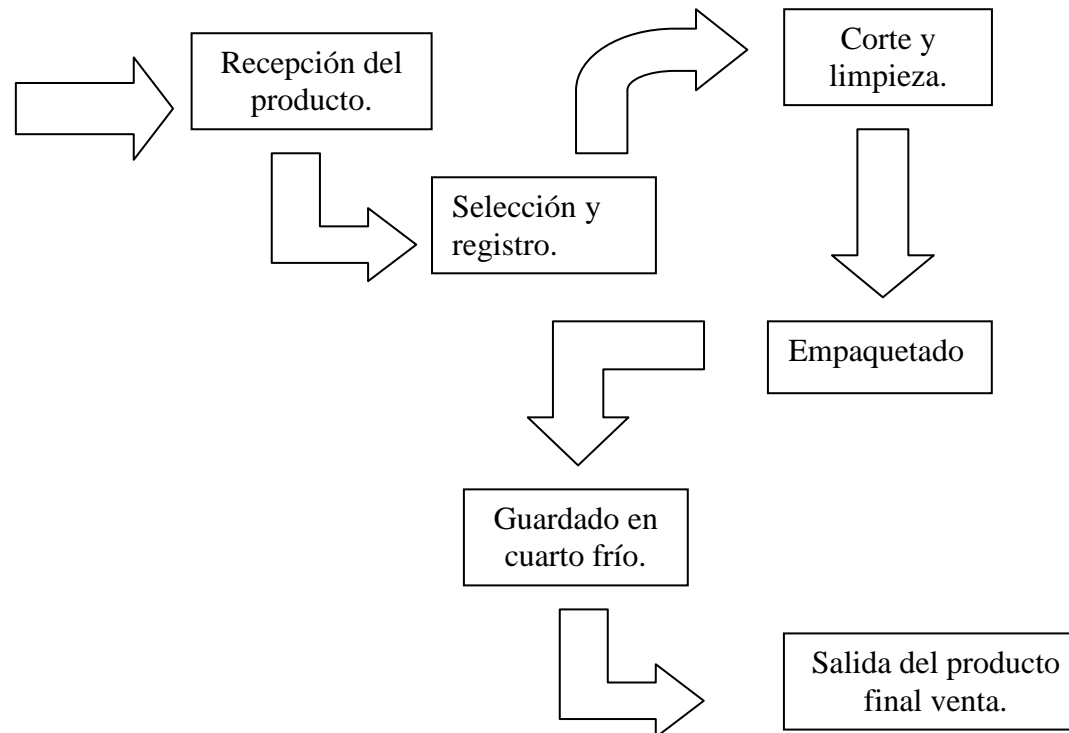 Recepción del
producto.
Selección y
registro.
Corte y
limpieza.
Empaquetado
Guardado en
cuarto frío.
Salida del producto
final venta.